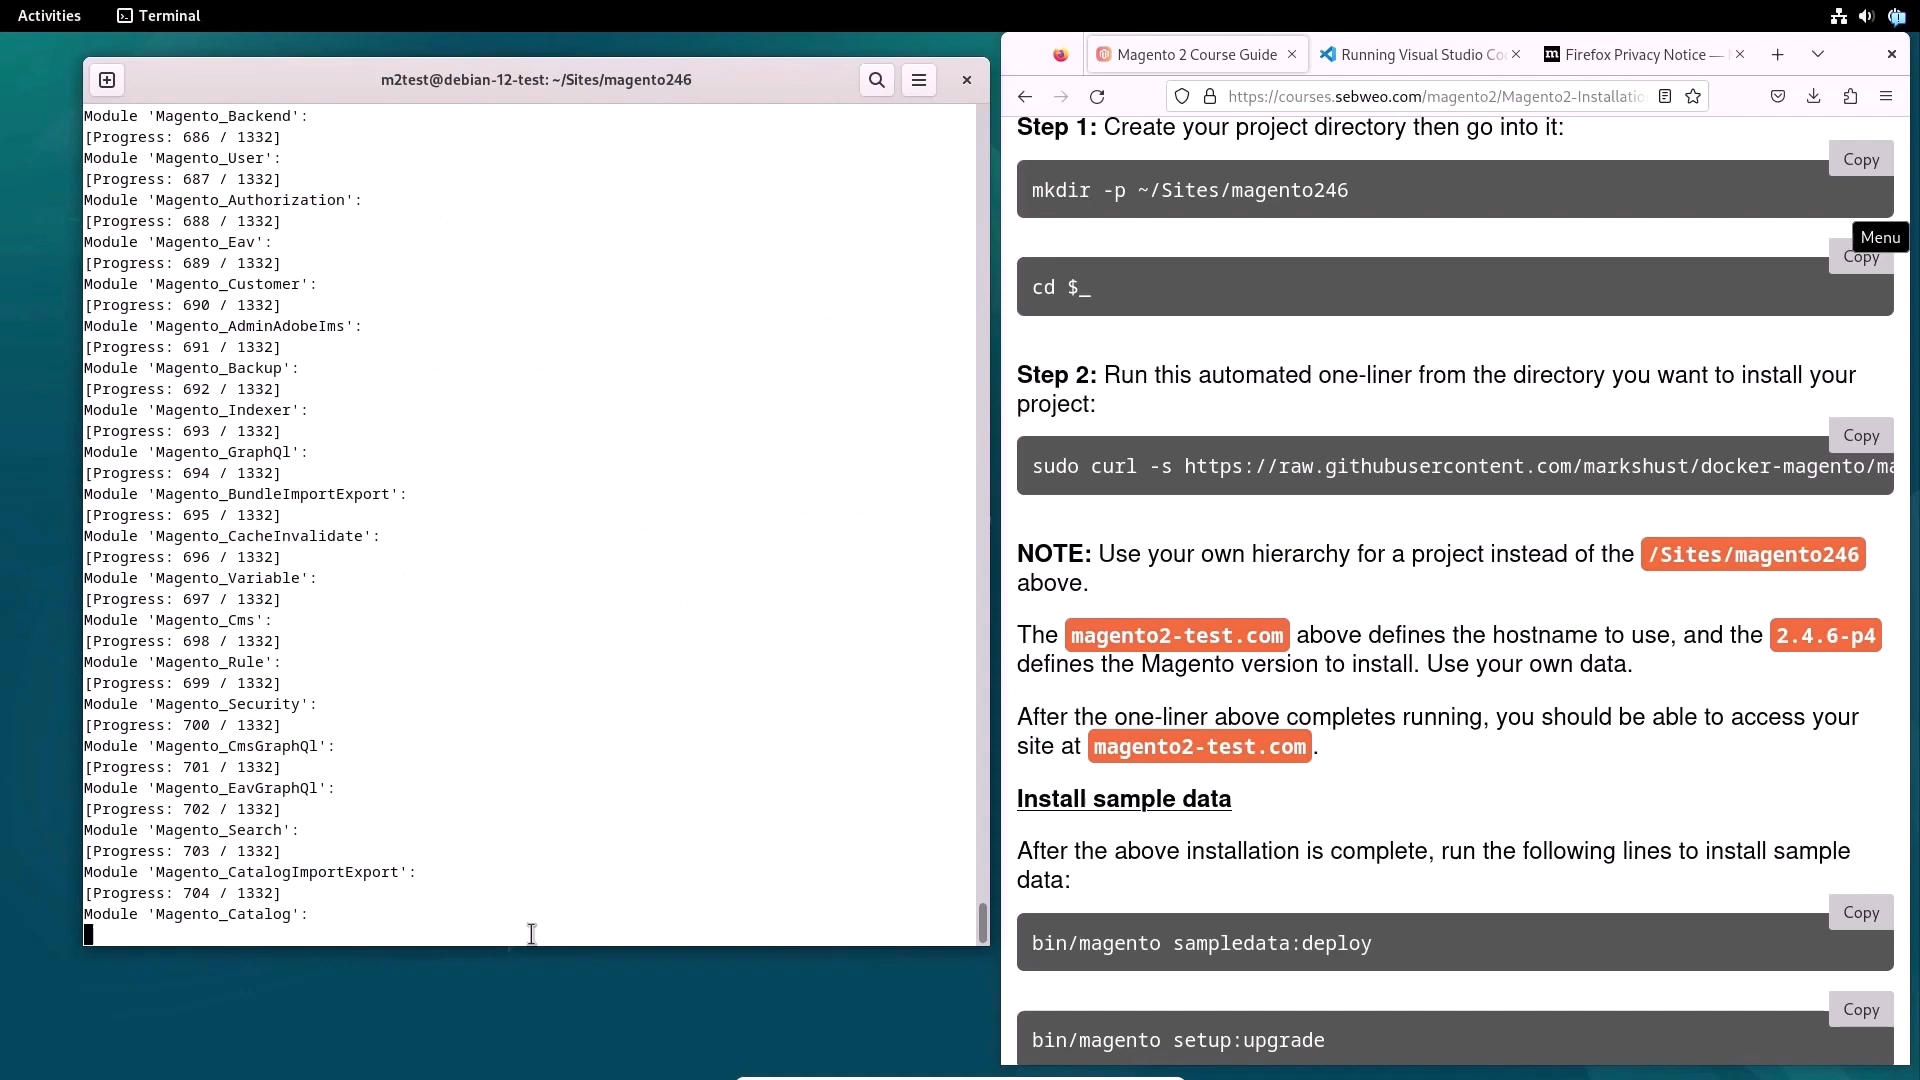 Activities
Terminal
m2test@debian-12-test: ~/Sites/magento246
Module 'Magento_Backend':
[Progress: 686 / 1332]
Module 'Magento_User':
[Progress: 687 / 1332]
Module 'Magento_Authorization':
[Progress: 688 / 1332]
Module 'Magento_Eav':
[Progress: 689 / 1332]
Module 'Magento_Customer':
[Progress: 690 / 1332]
Module 'Magento_AdminAdobeIms':
[Progress: 691 / 1332]
Module 'Magento_Backup':
[Progress: 692 / 1332]
Module 'Magento_Indexer':
[Progress: 693 / 1332]
Module 'Magento_GraphQl':
[Progress: 694 / 1332]
Module 'Magento_BundleImportExport':
[Progress: 695 / 1332]
Module 'Magento_CacheInvalidate':
[Progress: 696 / 1332]
Module 'Magento_Variable':
[Progress: 697 / 1332]
Module 'Magento_Cms':
[Progress: 698 / 1332]
Module 'Magento_Rule':
[Progress: 699 / 1332]
Module 'Magento_Security':
[Progress: 700 / 1332]
Module 'Magento_CmsGraphQl':
[Progress: 701 / 1332]
Module 'Magento_EavGraphQl':
[Progress: 702 / 1332]
Module 'Magento_Search':
[Progress: 703 / 1332]
Module 'Magento_CatalogImportExport':
[Progress: 704 / 1332]
Module 'Magento_Catalog':
Magento 2 Course Guide
Running Visual Studio Co
Firefox Privacy Notice —
https://courses.sebweo.com/magento2/Magento2-Installatio
Step 1: Create your project directory then go into it:
Copy
mkdir -p ~/Sites/magento246
Menu
Copy
cd $_
Step 2: Run this automated one-liner from the directory you want to install your
project:
Copy
sudo curl -s https://raw.githubusercontent.com/markshust/docker-magento/ma
NOTE: Use your own hierarchy for a project instead of the /Sites/magento246
above.
The magento2-test.com above defines the hostname to use, and the 2.4.6-p4
defines the Magento version to install. Use your own data.
After the one-liner above completes running, you should be able to access your
site at magento2-test.com.
Install sample data
After the above installation is complete, run the following lines to install sample
data:
Copy
bin/magento sampledata:deploy
Copy
bin/magento setup:upgrade